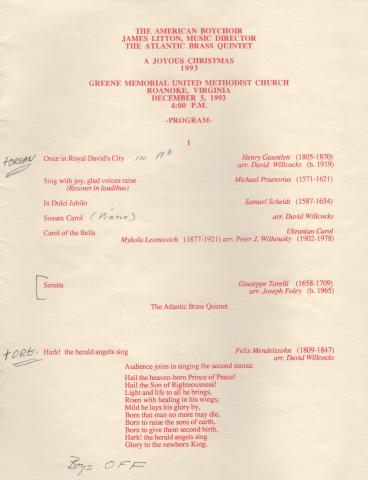 THE AMERICAN BOYCHOIR
JAMES LITTON, MUSIC DIRECTOR
THE ATLANTIC BRASS QUINTET
A JOYOUS CHRISTMAS
1993
GREENE MEMORIAL UNITED METHODIST CHURCH
ROANOKE, VIRGINIA
DECEMBER 5, 1993
4:00 P.M.
-PROGRAM-
I
+ORGAN Once in Royal David's City IN Ab Henry Gauntlett (1805-1870)
arr. David Willcocks (b. 1919)
Sing with joy, glad voices raise Michael Praetorius (1571-1621)
(Resonet in laudibus)
In Dulci Jubilo Samuel Scheidt (1587-1654)
Sussex Carol (Piano) arr. David Willcocks
Carol of the Bells Ukranian Carol
Mykola Leontovich (1877-1921) arr. Peter J. Wilhousky (1902-1978)
Sonata Giuseppe Torelli (1658-1709)
arr. Joseph Foley (b. 1965)
The Atlantic Brass Quintet
+ORG- Hark! the herald angels sing Felix Mendelssohn (1809-1847)
arr. David Willcocks
Audience joins in singing the second stanza:
Hail the heaven-born Prince of Peace!
Hail the Son of Righteousness!
Light and life to all he brings,
Risen with healing in his wings;
Mild he lays his glory by,
Born that man no more may die,
Born to raise the sons of earth,
Born to give them second birth.
Hark! the herald angels sing
Glory to the newborn King.
Boys OFF